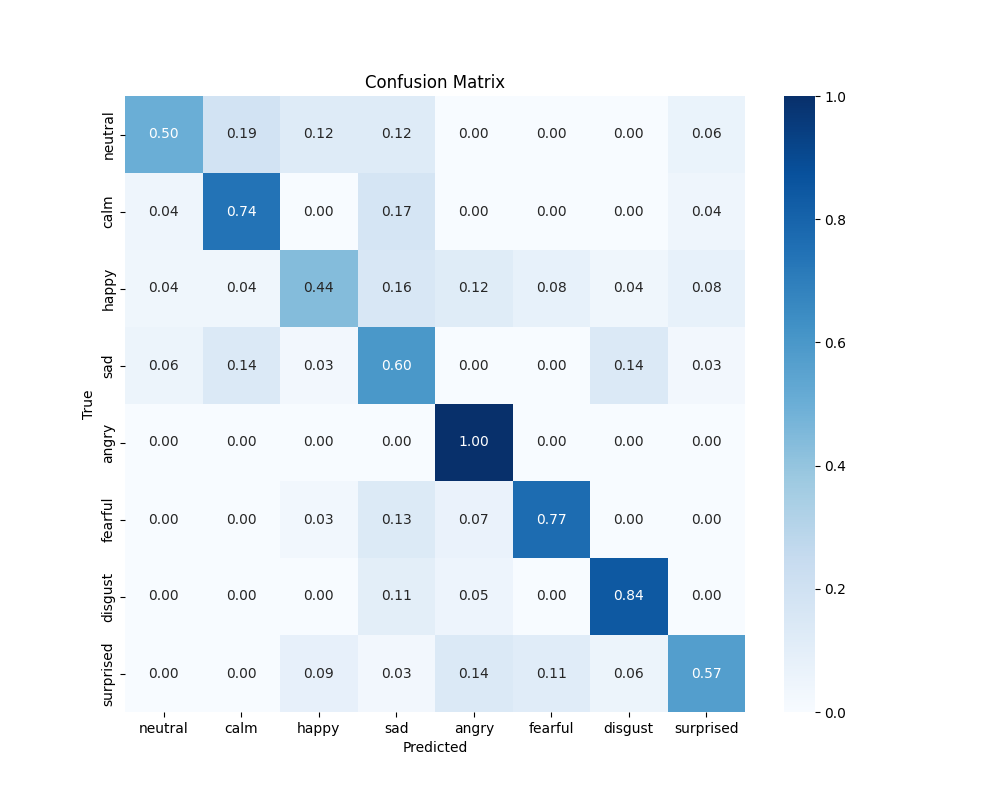 Confusion Matrix
neutral 0.50 0.19 0.12 0.12 0.00 0.00 0.00 0.06
calm 0.04 0.74 0.00 0.17 0.00 0.00 0.00 0.04
happy 0.04 0.04 0.44 0.16 0.12 0.08 0.04 0.08
sad 0.06 0.14 0.03 0.60 0.00 0.00 0.14 0.03
True
angry 0.00 0.00 0.00 0.00 1.00 0.00 0.00 0.00
fearful 0.00 0.00 0.03 0.13 0.07 0.77 0.00 0.00
disgust 0.00 0.00 0.00 0.11 0.05 0.00 0.84 0.00
surprised 0.00 0.00 0.09 0.03 0.14 0.11 0.06 0.57
neutral calm happy sad angry fearful disgust surprised
Predicted
1.0
0.8
0.6
0.4
0.2
0.0